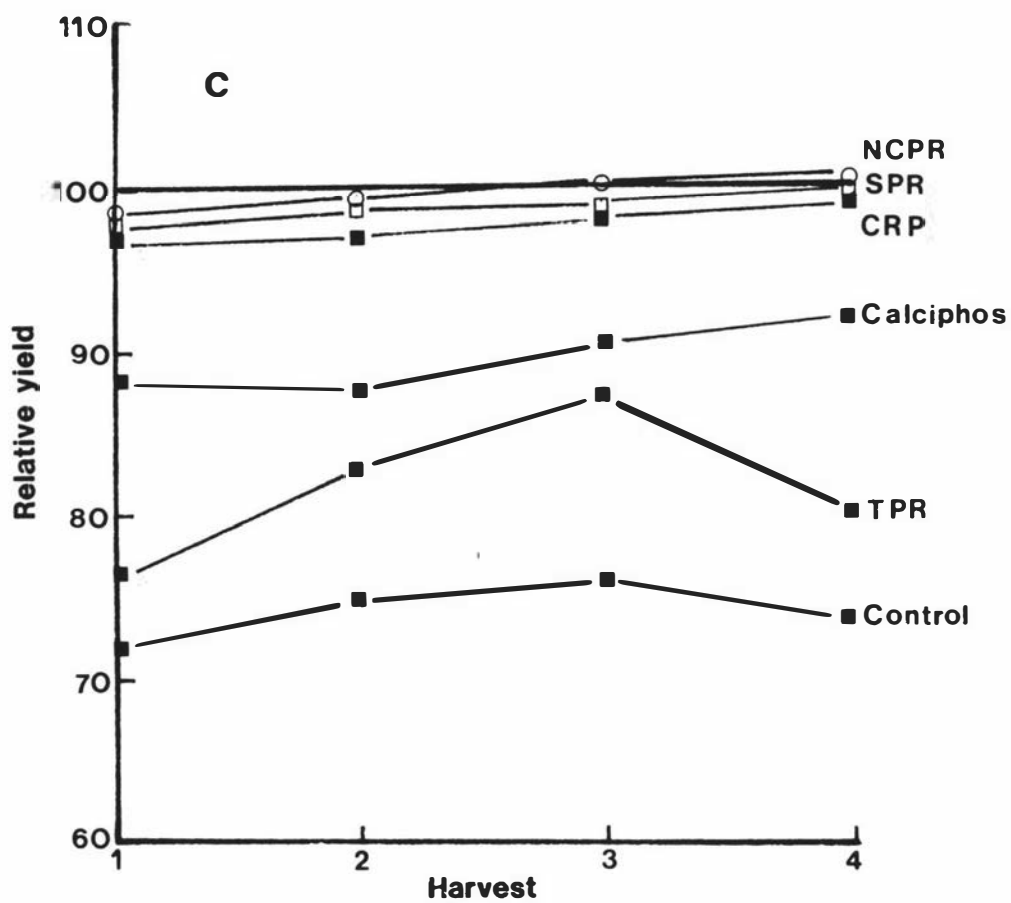 110
C
NCPR
100
SPR
CRP
Calciphos
90
Relative yield
TPR
80
Control
70
60
1 2 3 4
Harvest